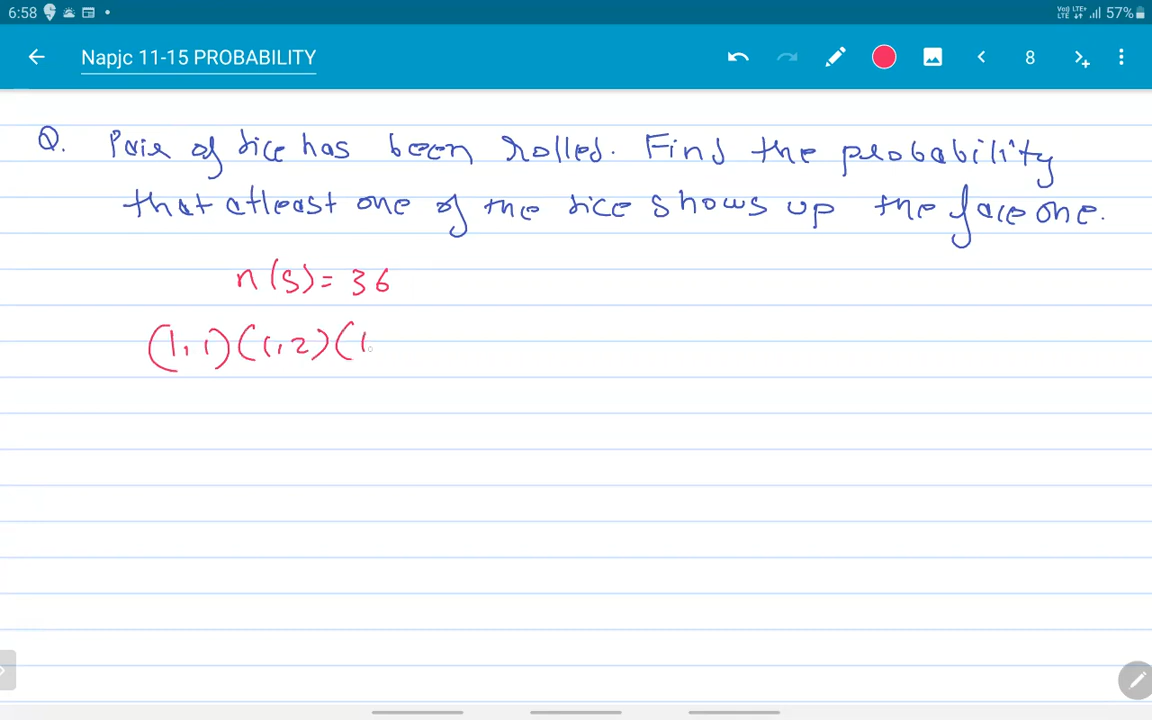 6:58 57%
Napjc 11-15 PROBABILITY 8
Q. Pair of dice has been rolled. Find the probability
that atleast one of the dice shows up the face one.
n(S)= 36
(1,1)(1,2)(1